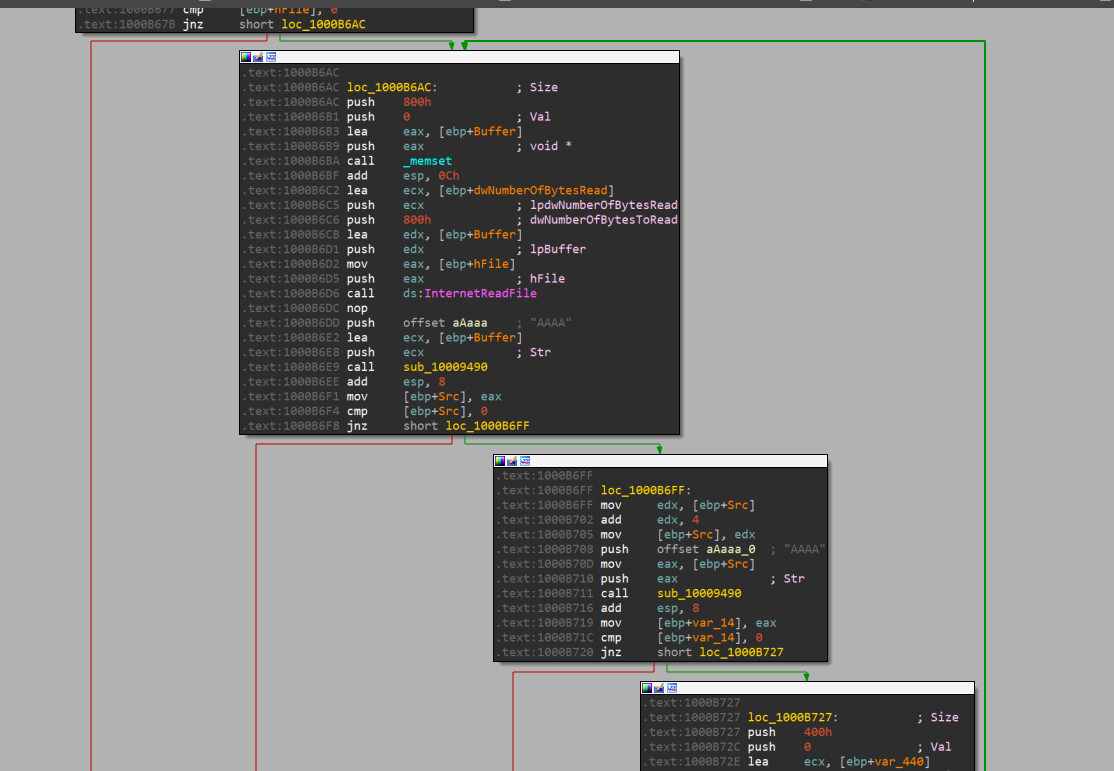 .text:1000B677 cmp [ebp+hFile], 0
.text:1000B67B jnz short loc_1000B6AC
.text:1000B6AC
.text:1000B6AC loc_1000B6AC: ; Size
.text:1000B6AC push 800h
.text:1000B6B1 push 0 ; Val
.text:1000B6B3 lea eax, [ebp+Buffer]
.text:1000B6B9 push eax ; void *
.text:1000B6BA call _memset
.text:1000B6BF add esp, 0Ch
.text:1000B6C2 lea ecx, [ebp+dwNumberOfBytesRead]
.text:1000B6C5 push ecx ; lpdwNumberOfBytesRead
.text:1000B6C6 push 800h ; dwNumberOfBytesToRead
.text:1000B6CB lea edx, [ebp+Buffer]
.text:1000B6D1 push edx ; lpBuffer
.text:1000B6D2 mov eax, [ebp+hFile]
.text:1000B6D5 push eax ; hFile
.text:1000B6D6 call ds:InternetReadFile
.text:1000B6DC nop
.text:1000B6DD push offset aAaaa ; "AAAA"
.text:1000B6E2 lea ecx, [ebp+Buffer]
.text:1000B6E8 push ecx ; Str
.text:1000B6E9 call sub_10009490
.text:1000B6EE add esp, 8
.text:1000B6F1 mov [ebp+Src], eax
.text:1000B6F4 cmp [ebp+Src], 0
.text:1000B6F8 jnz short loc_1000B6FF
.text:1000B6FF
.text:1000B6FF loc_1000B6FF:
.text:1000B6FF mov edx, [ebp+Src]
.text:1000B702 add edx, 4
.text:1000B705 mov [ebp+Src], edx
.text:1000B708 push offset aAaaa_0 ; "AAAA"
.text:1000B70D mov eax, [ebp+Src]
.text:1000B710 push eax ; Str
.text:1000B711 call sub_10009490
.text:1000B716 add esp, 8
.text:1000B719 mov [ebp+var_14], eax
.text:1000B71C cmp [ebp+var_14], 0
.text:1000B720 jnz short loc_1000B727
.text:1000B727
.text:1000B727 loc_1000B727: ; Size
.text:1000B727 push 400h
.text:1000B72C push 0 ; Val
.text:1000B72E lea ecx, [ebp+var_440]